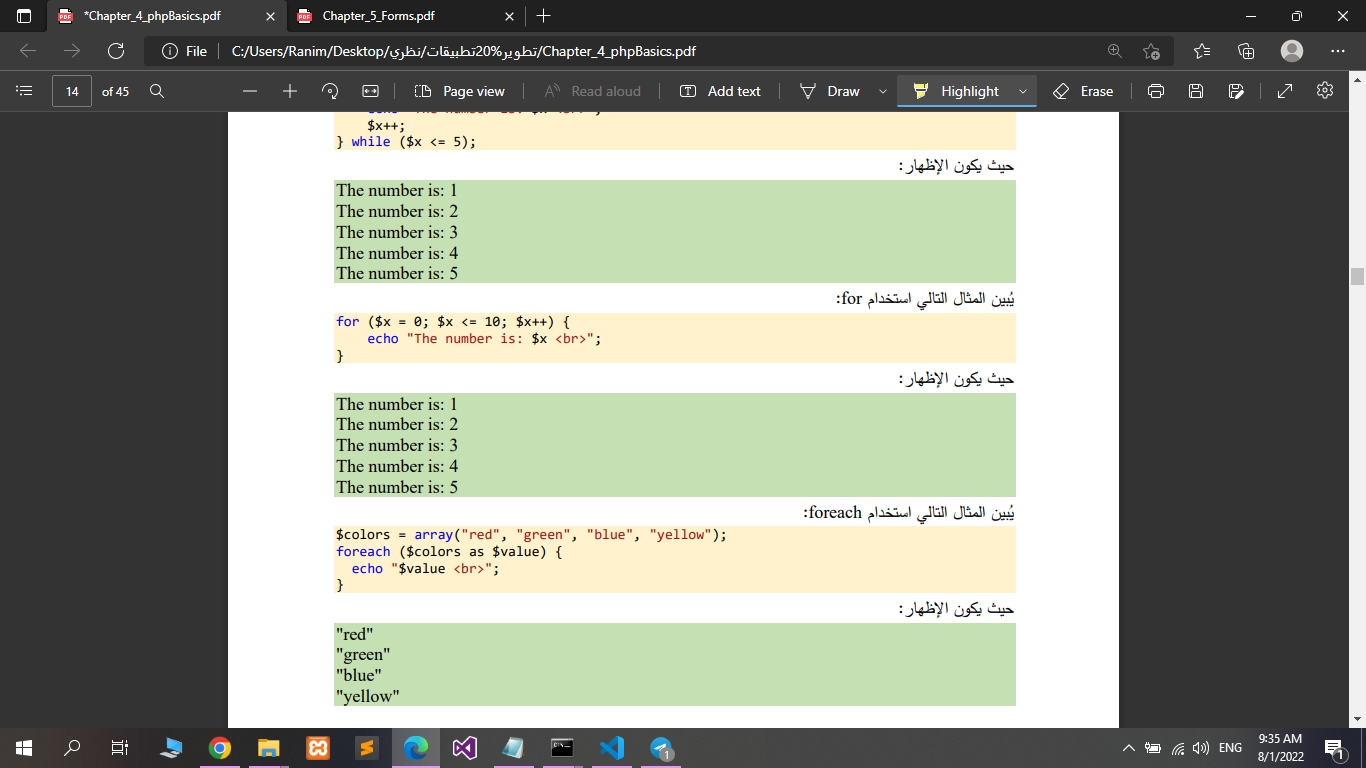 *Chapter_4_phpBasics.pdf
Chapter_5_Forms.pdf
File
C:/Users/Ranim/Desktop/نظري/تطبيقات%20تطوير/Chapter_4_phpBasics.pdf
14 of 45
Page view
Read aloud
Add text
Draw
Highlight
Erase
$x++;
} while ($x <= 5);
حيث يكون الإظهار:
The number is: 1
The number is: 2
The number is: 3
The number is: 4
The number is: 5
يُبين المثال التالي استخدام for:
for ($x = 0; $x <= 10; $x++) {
echo "The number is: $x <br>";
}
حيث يكون الإظهار:
The number is: 1
The number is: 2
The number is: 3
The number is: 4
The number is: 5
يُبين المثال التالي استخدام foreach:
$colors = array("red", "green", "blue", "yellow");
foreach ($colors as $value) {
echo "$value <br>";
}
حيث يكون الإظهار:
"red"
"green"
"blue"
"yellow"
ENG
9:35 AM
8/1/2022
1
1